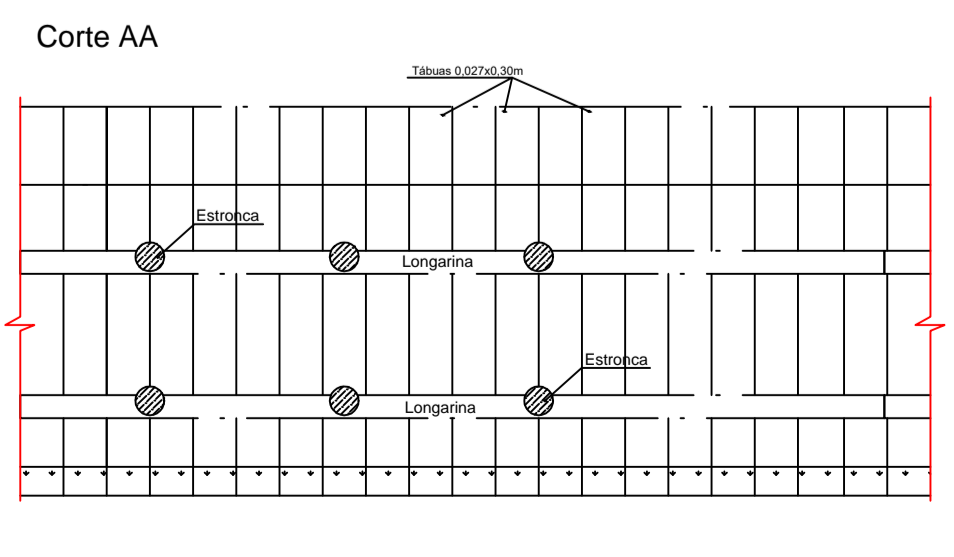 Corte AA
Tábuas 0,027x0,30m
Estronca
Longarina
Estronca
Longarina